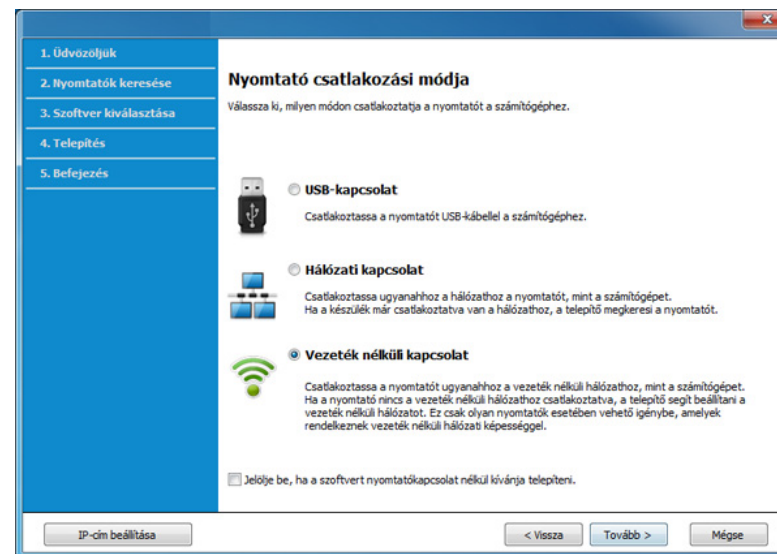 1. Üdvözöljük
2. Nyomtatók keresése
3. Szoftver kiválasztása
4. Telepítés
5. Befejezés
Nyomtató csatlakozási módja
Válassza ki, milyen módon csatlakoztatja a nyomtatót a számítógéphez.
USB-kapcsolat
Csatlakoztassa a nyomtatót USB-kábellel a számítógéphez.
Hálózati kapcsolat
Csatlakoztassa ugyanahhoz a hálózathoz a nyomtatót, mint a számítógépet.
Ha a készülék már csatlakoztatva van a hálózathoz, a telepítő megkeresi a nyomtatót.
Vezeték nélküli kapcsolat
Csatlakoztassa a nyomtatót ugyanahhoz a vezeték nélküli hálózathoz, mint a számítógépet.
Ha a nyomtató nincs a vezeték nélküli hálózathoz csatlakoztatva, a telepítő segít beállítani a
vezeték nélküli hálózatot. Ez csak olyan nyomtatók esetében vehető igénybe, amelyek
rendelkeznek vezeték nélküli hálózati képességgel.
Jelölje be, ha a szoftvert nyomtatókapcsolat nélkül kívánja telepíteni.
IP-cím beállítása
< Vissza
Tovább >
Mégse